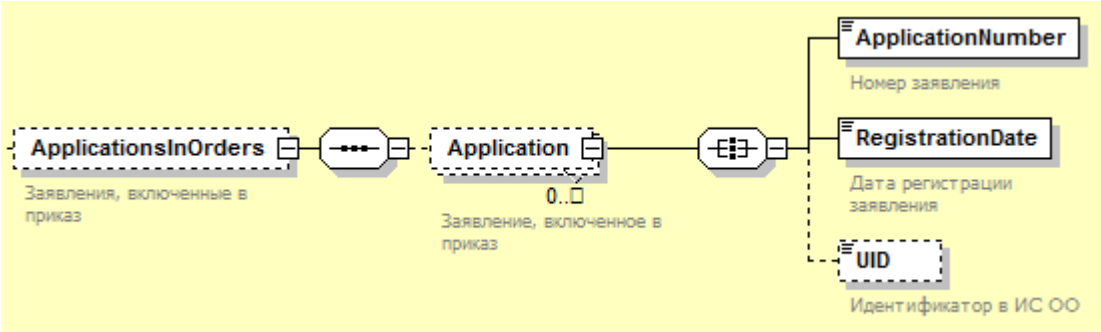 ApplicationNumber
Номер заявления
ApplicationsInOrders
Заявления, включенные в
приказ
Application
0..□
Заявление, включенное в
приказ
RegistrationDate
Дата регистрации
заявления
UID
Идентификатор в ИС ОО